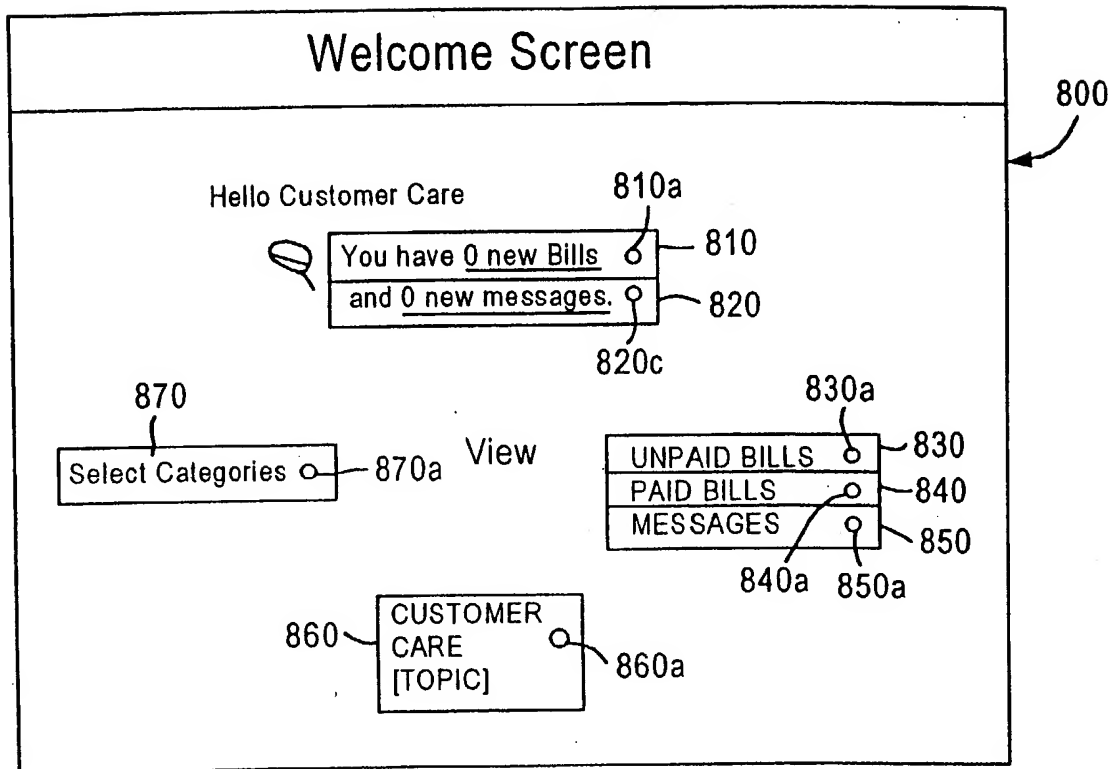 Welcome Screen
800
Hello Customer Care
810a
You have 0 new Bills
810
and 0 new messages.
820
820c
870
Select Categories
870a
View
830a
UNPAID BILLS
830
PAID BILLS
840
MESSAGES
850
840a
850a
860
CUSTOMER
CARE
[TOPIC]
860a